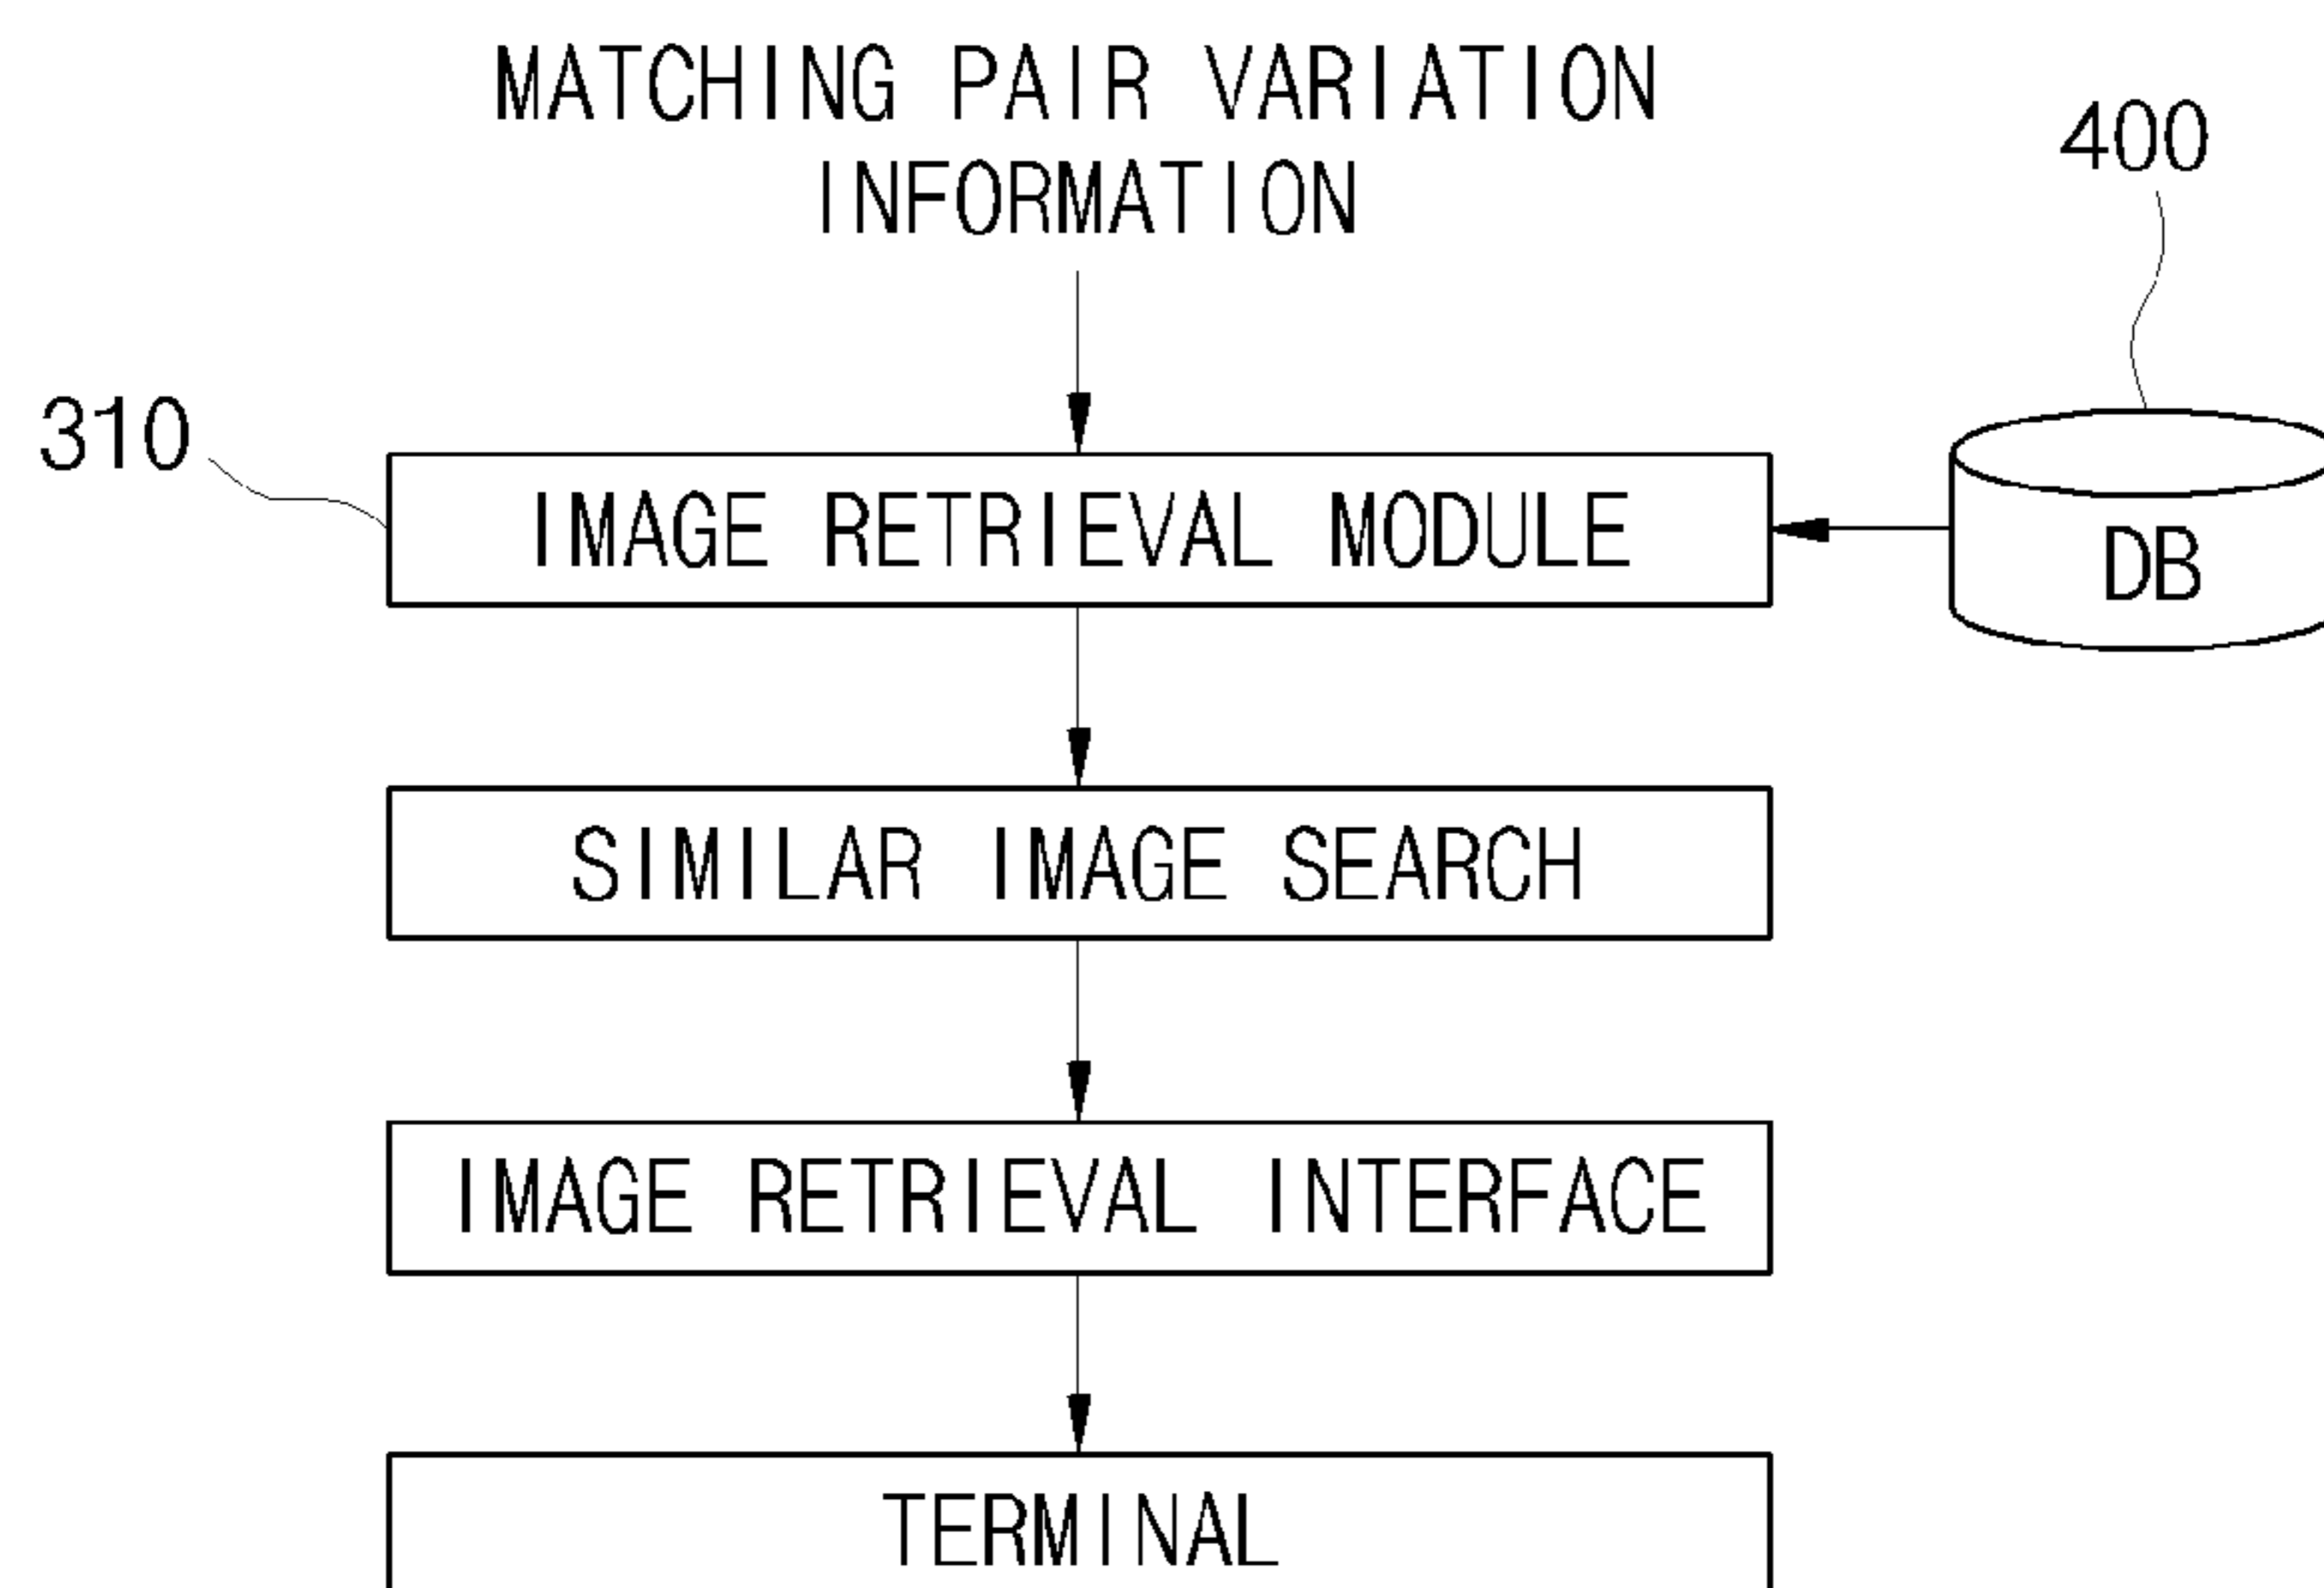 MATCHING PAIR VARIATION
INFORMATION
400
310
IMAGE RETRIEVAL MODULE
DB
SIMILAR IMAGE SEARCH
IMAGE RETRIEVAL INTERFACE
TERMINAL